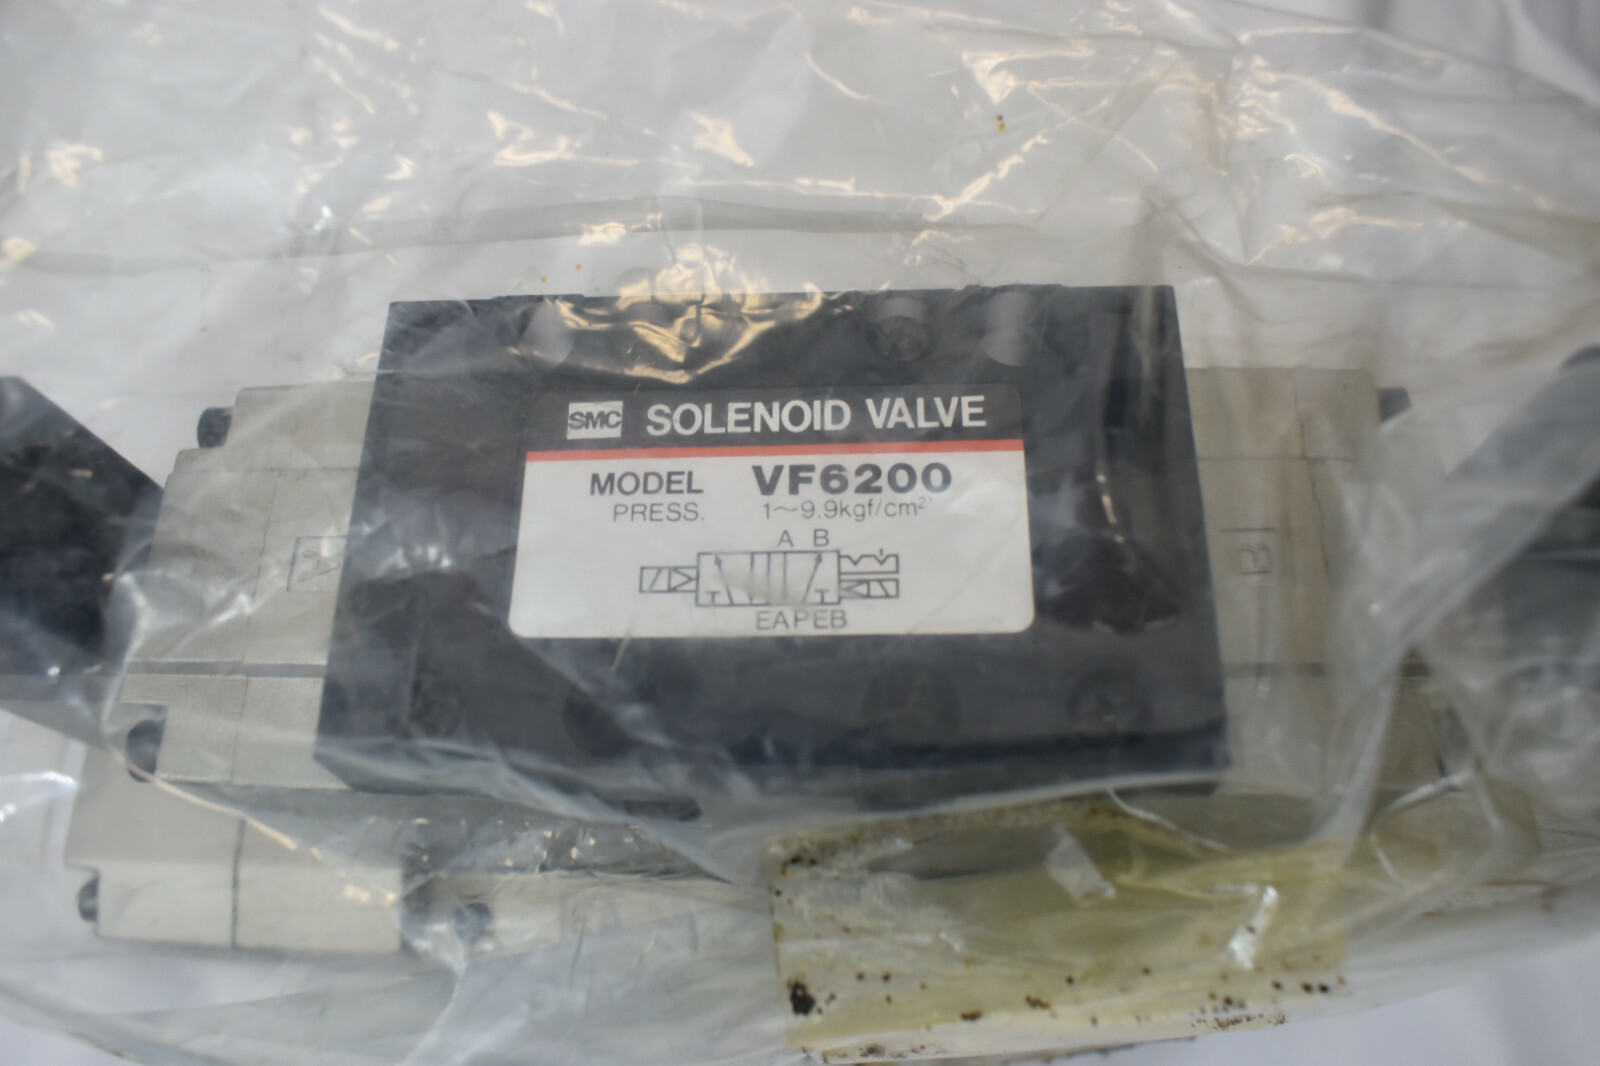 SMC SOLENOID VALVE
MODEL VF6200
PRESS. 1~9.9kgf/cm²
A B
EAPEB
A
B